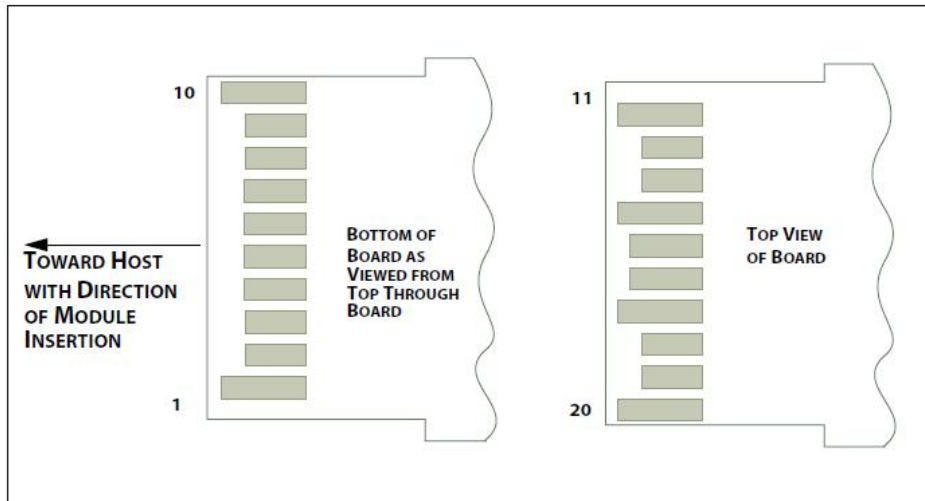 10
1
TOWARD HOST
WITH DIRECTION
OF MODULE
INSERTION
BOTTOM OF
BOARD AS
VIEWED FROM
TOP THROUGH
BOARD
11
20
TOP VIEW
OF BOARD